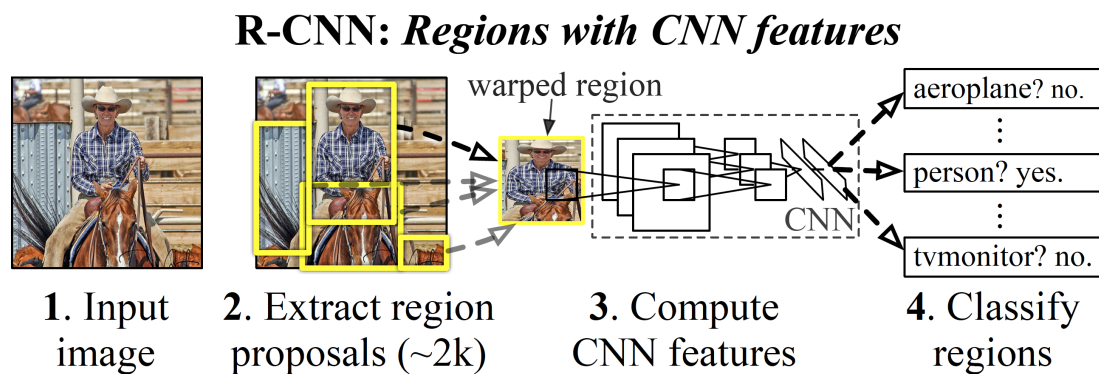 R-CNN: Regions with CNN features
warped region
aeroplane? no.
⋮
person? yes.
⋮
tvmonitor? no.
CNN
1. Input
image
2. Extract region
proposals (~2k)
3. Compute
CNN features
4. Classify
regions